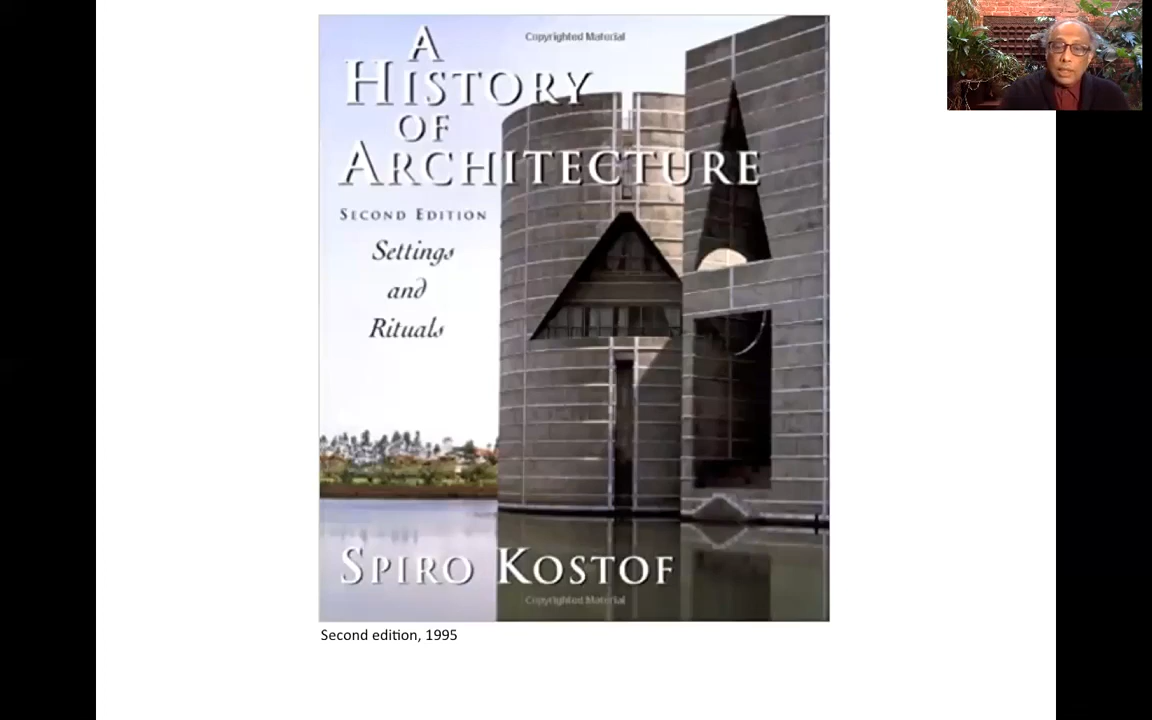 Copyrighted Material
A
HISTORY
OF
ARCHITECTURE
SECOND EDITION
Settings
and
Rituals
SPIRO KOSTOF
Copyrighted Material
Second edition, 1995